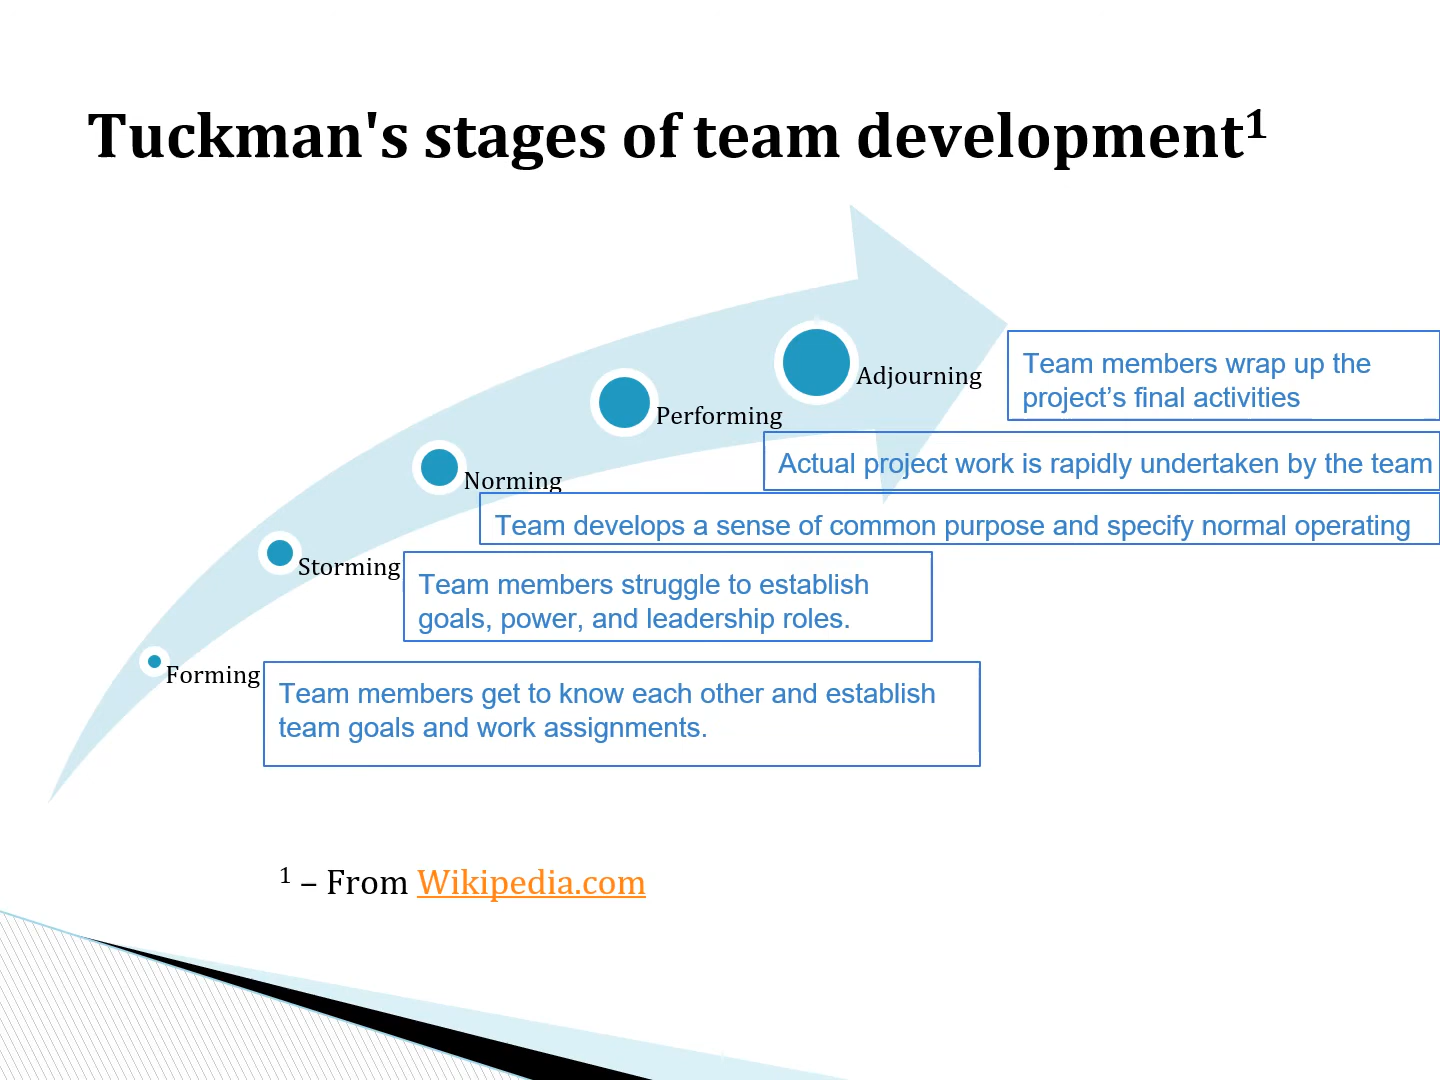 Tuckman's stages of team development¹
Adjourning
Team members wrap up the
project’s final activities
Performing
Actual project work is rapidly undertaken by the team
Norming
Team develops a sense of common purpose and specify normal operating
Storming
Team members struggle to establish
goals, power, and leadership roles.
Forming
Team members get to know each other and establish
team goals and work assignments.
¹ – From Wikipedia.com